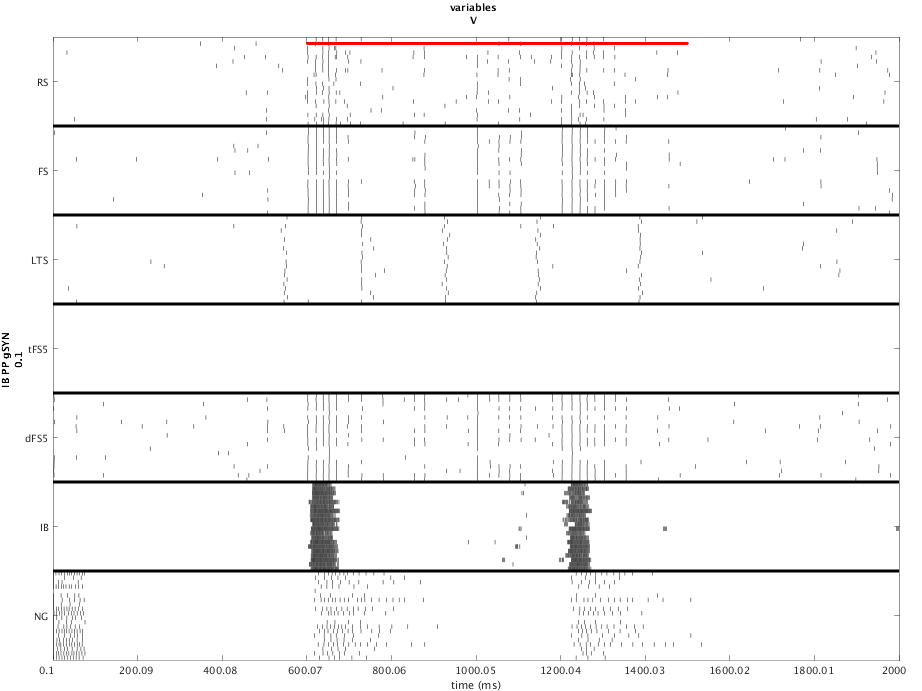 variables
V
RS
FS
LTS
tFS5
dFS5
IB
NG
IB PP gSYN
0.1
0.1 200.09 400.08 600.07 800.06 1000.05 1200.04 1400.03 1600.02 1800.01 2000
time (ms)